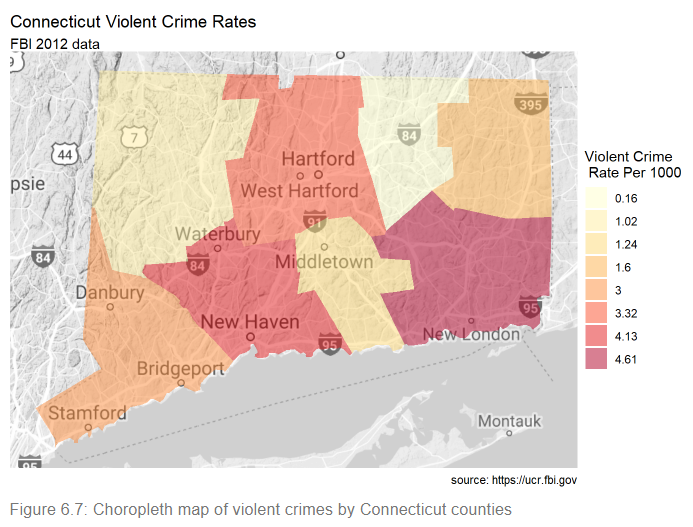 Connecticut Violent Crime Rates
FBI 2012 data
9
395
7
84
44
Hartford
psie
West Hartford
91
Waterbury
84
Middletown
84
Danbury
95
New Haven
95
New London
Bridgeport
Stamford
Montauk
95
Violent Crime
Rate Per 1000
0.16
1.02
1.24
1.6
3
3.32
4.13
4.61
source: https://ucr.fbi.gov
Figure 6.7: Choropleth map of violent crimes by Connecticut counties